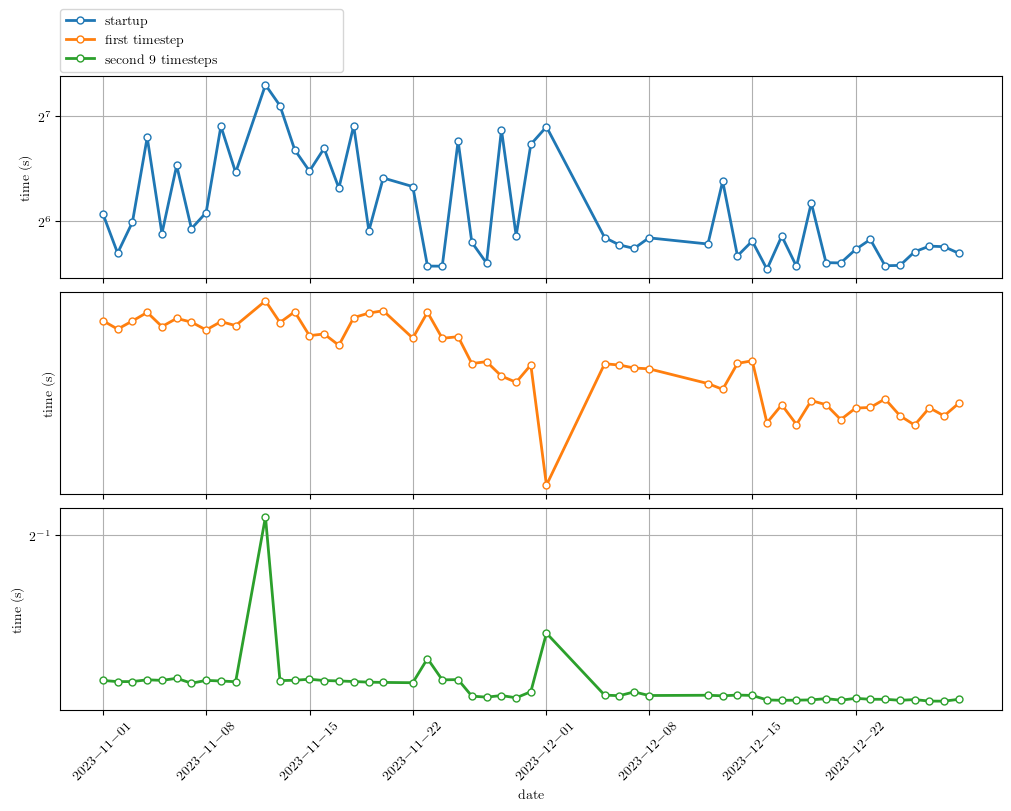 startup
first timestep
second 9 timesteps
2^7
2^6
time (s)
time (s)
2^−1
time (s)
2023−11−01
2023−11−08
2023−11−15
2023−11−22
2023−12−01
2023−12−08
2023−12−15
2023−12−22
date